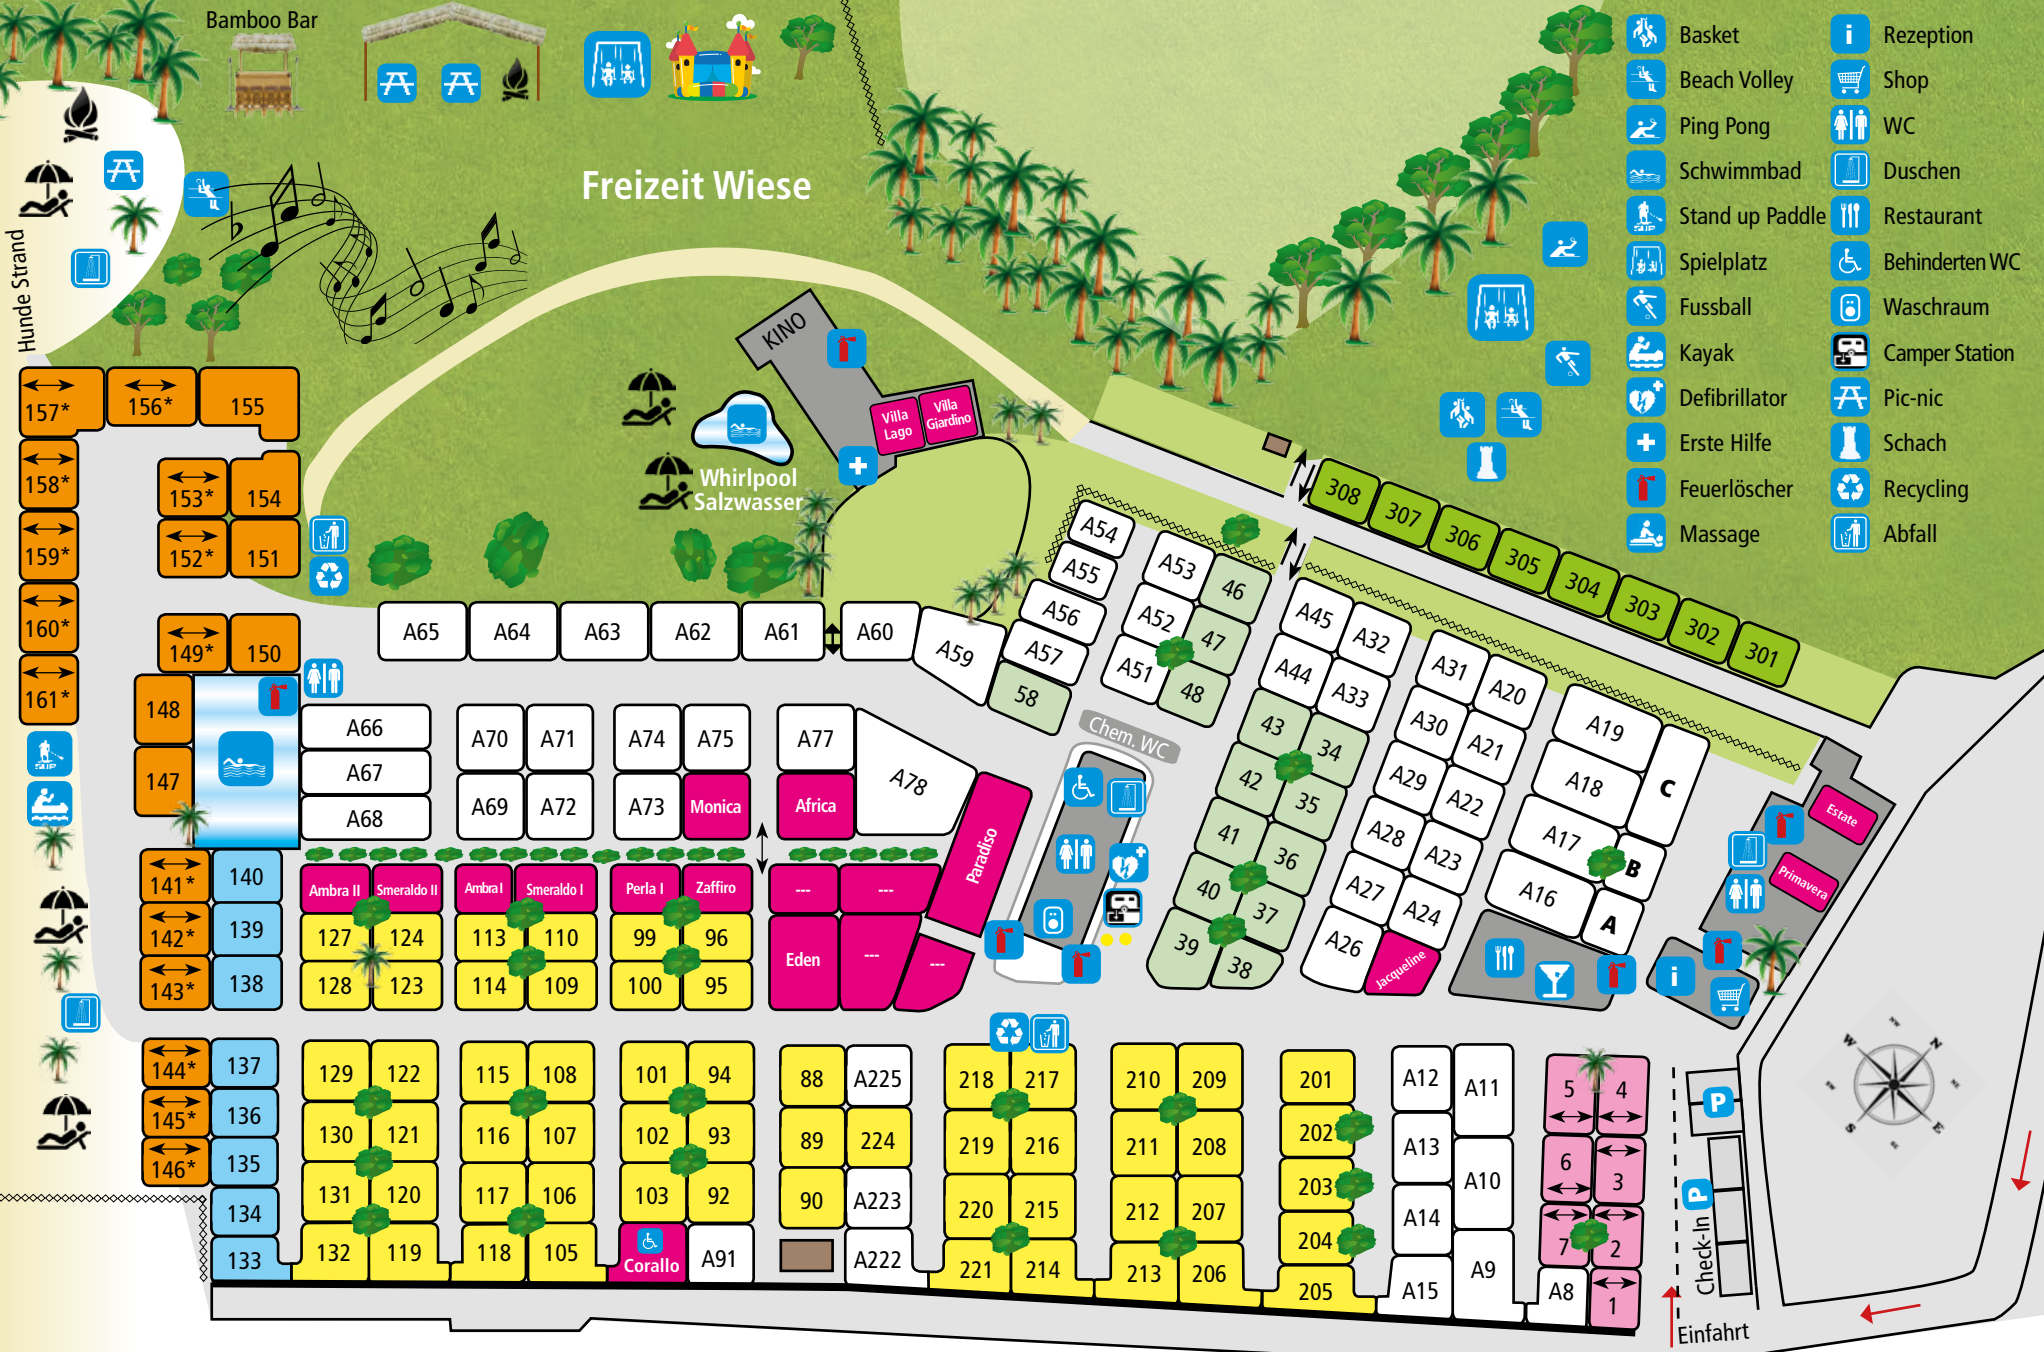 Bamboo Bar
Freizeit Wiese
Hunde Strand
KINO
Villa
Lago
Villa
Giardino
Whirlpool
Salzwasser
Basket
Beach Volley
Ping Pong
Schwimmbad
Stand up Paddle
SUP
Spielplatz
Fussball
Kayak
Defibrillator
Erste Hilfe
Feuerlöscher
Massage
i
Rezeption
Shop
WC
Duschen
Restaurant
Behinderten WC
Waschraum
Camper Station
Pic-nic
Schach
Recycling
Abfall
157*
156*
155
158*
153*
154
159*
152*
151
160*
149*
150
161*
148
147
SUP
A65
A64
A63
A62
A61
A60
A59
A54
A55
A56
A57
58
A53
46
A52
47
A51
48
308
307
306
305
304
303
302
301
A45
A32
A44
A33
43
34
42
35
41
36
40
37
39
38
A31
A20
A30
A21
A29
A22
A28
A23
A27
A24
A26
Jacqueline
A19
A18
A17
A16
C
B
A
Estate
Primavera
Chem. WC
A66
A67
A68
A70
A71
A69
A72
A74
A75
A73
Monica
A77
Africa
A78
Paradiso
141*
140
142*
139
143*
138
Ambra II
Smeraldo II
Ambra I
Smeraldo I
Perla I
Zaffiro
---
---
127
124
113
110
99
96
Eden
---
---
128
123
114
109
100
95
i
144*
137
145*
136
146*
135
134
133
129
122
130
121
131
120
132
119
115
108
116
107
117
106
118
105
101
94
102
93
103
92
Corallo
A91
88
A225
89
224
90
A223
A222
218
217
219
216
220
215
221
214
210
209
211
208
212
207
213
206
201
202
203
204
205
A12
A11
A13
A10
A14
A9
A15
5
4
6
3
7
2
A8
1
P
P
Check-In
Einfahrt
NW
W
N
SW
NE
S
E
SE